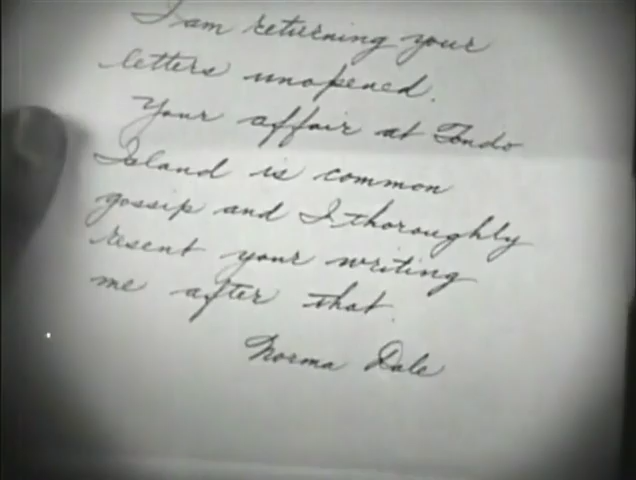 I am returning your
letters unopened.
Your affair at Tondo
Island is common
gossip and I thoroughly
resent your writing
me after that.
Norma Dale